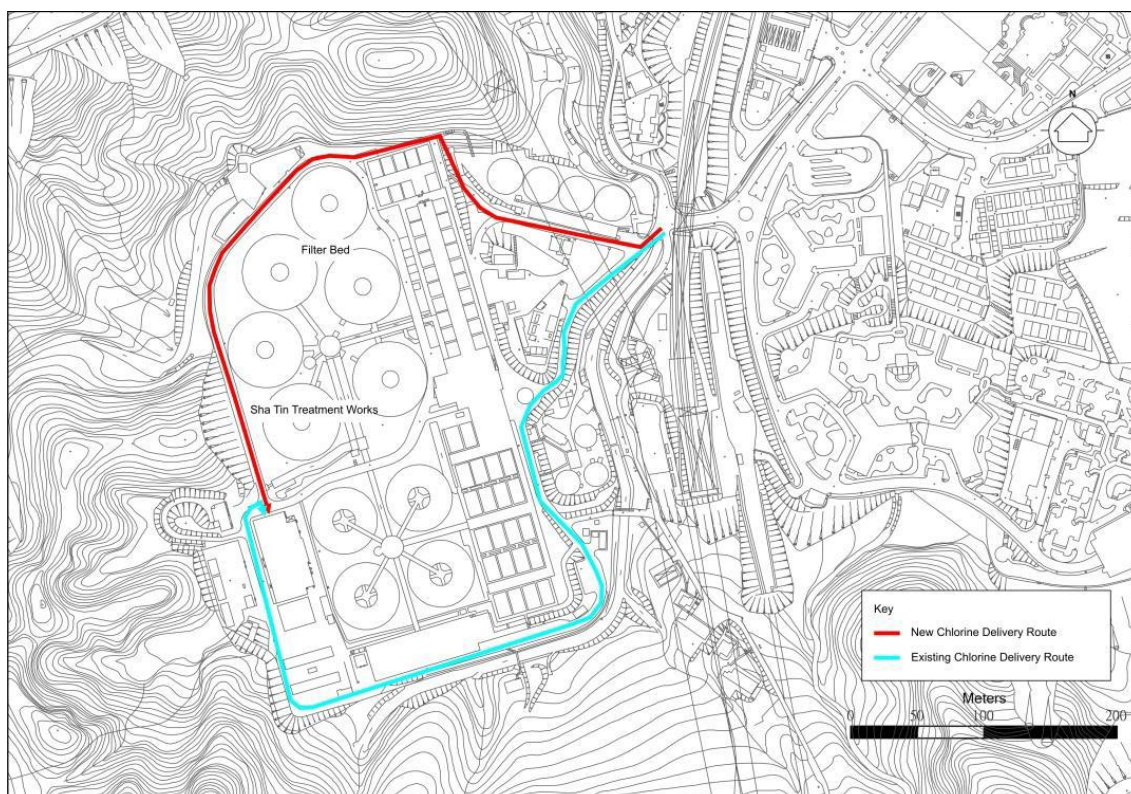 N
Filter Bed
Sha Tin Treatment Works
Key
New Chlorine Delivery Route
Existing Chlorine Delivery Route
Meters
0 50 100 200